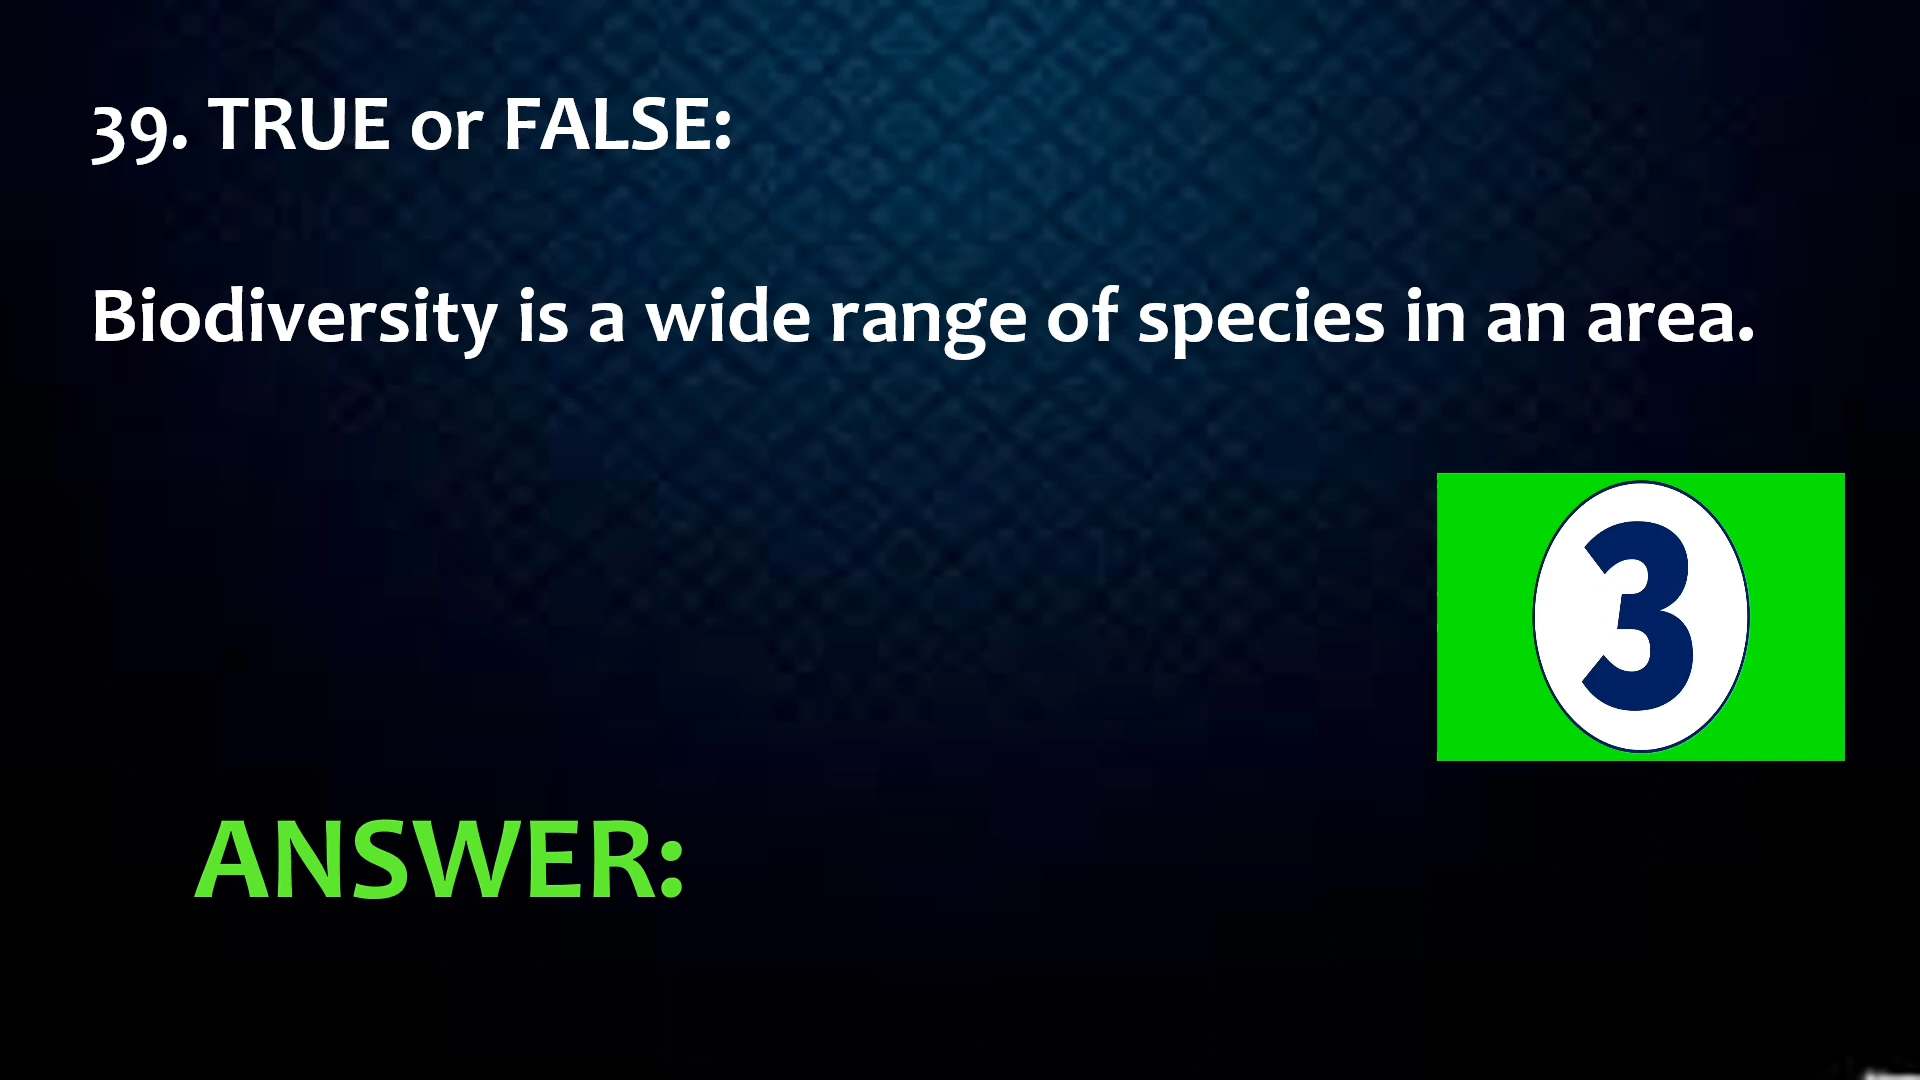 39. TRUE or FALSE:
Biodiversity is a wide range of species in an area.
3
ANSWER: